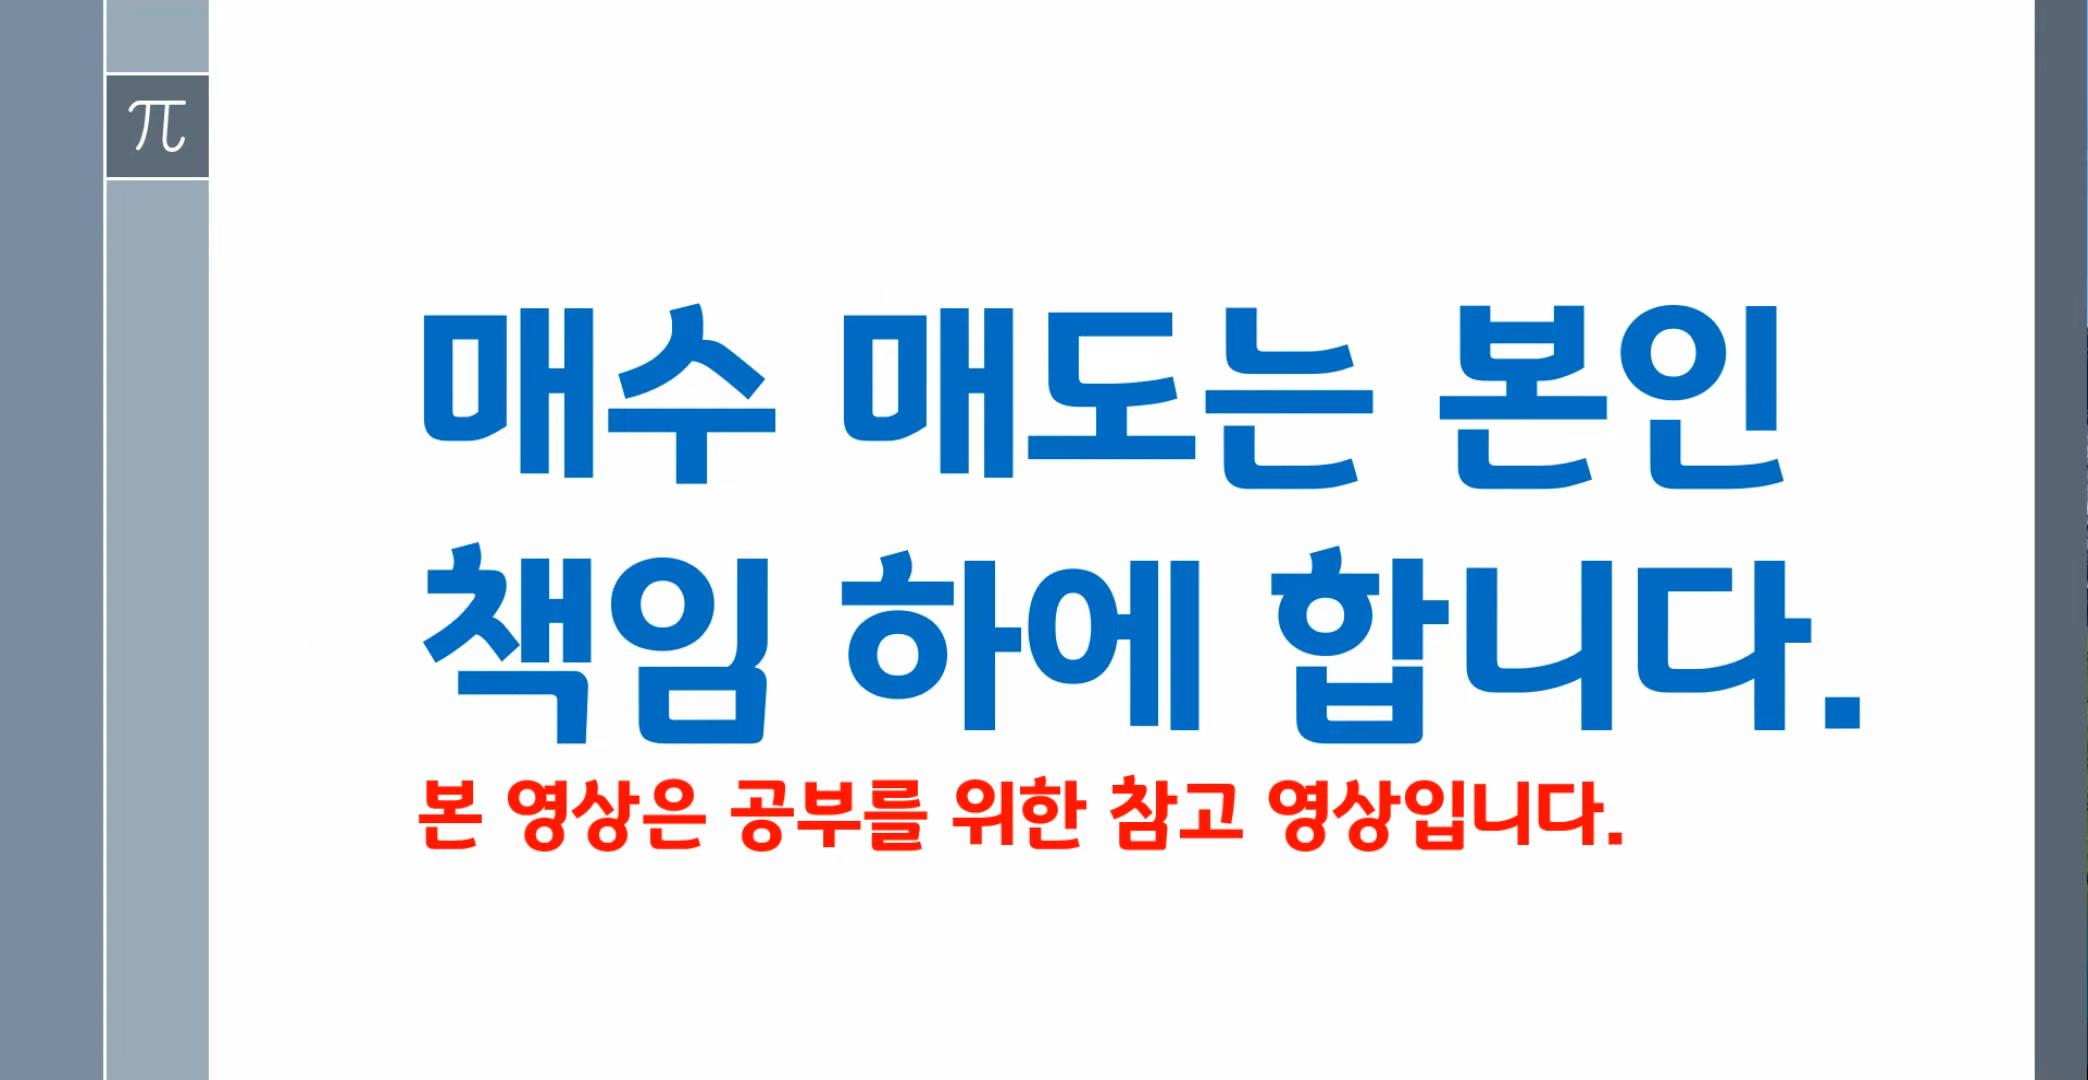 π
매수 매도는 본인
책임 하에 합니다.
본 영상은 공부를 위한 참고 영상입니다.